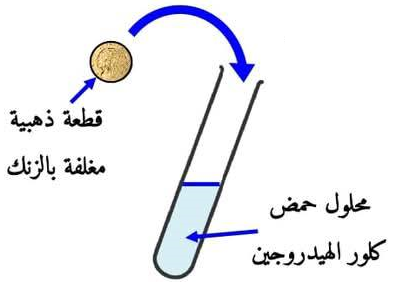 قطعة ذهبية
مغلفة بالزنك
محلول حمض
كلور الهيدروجين